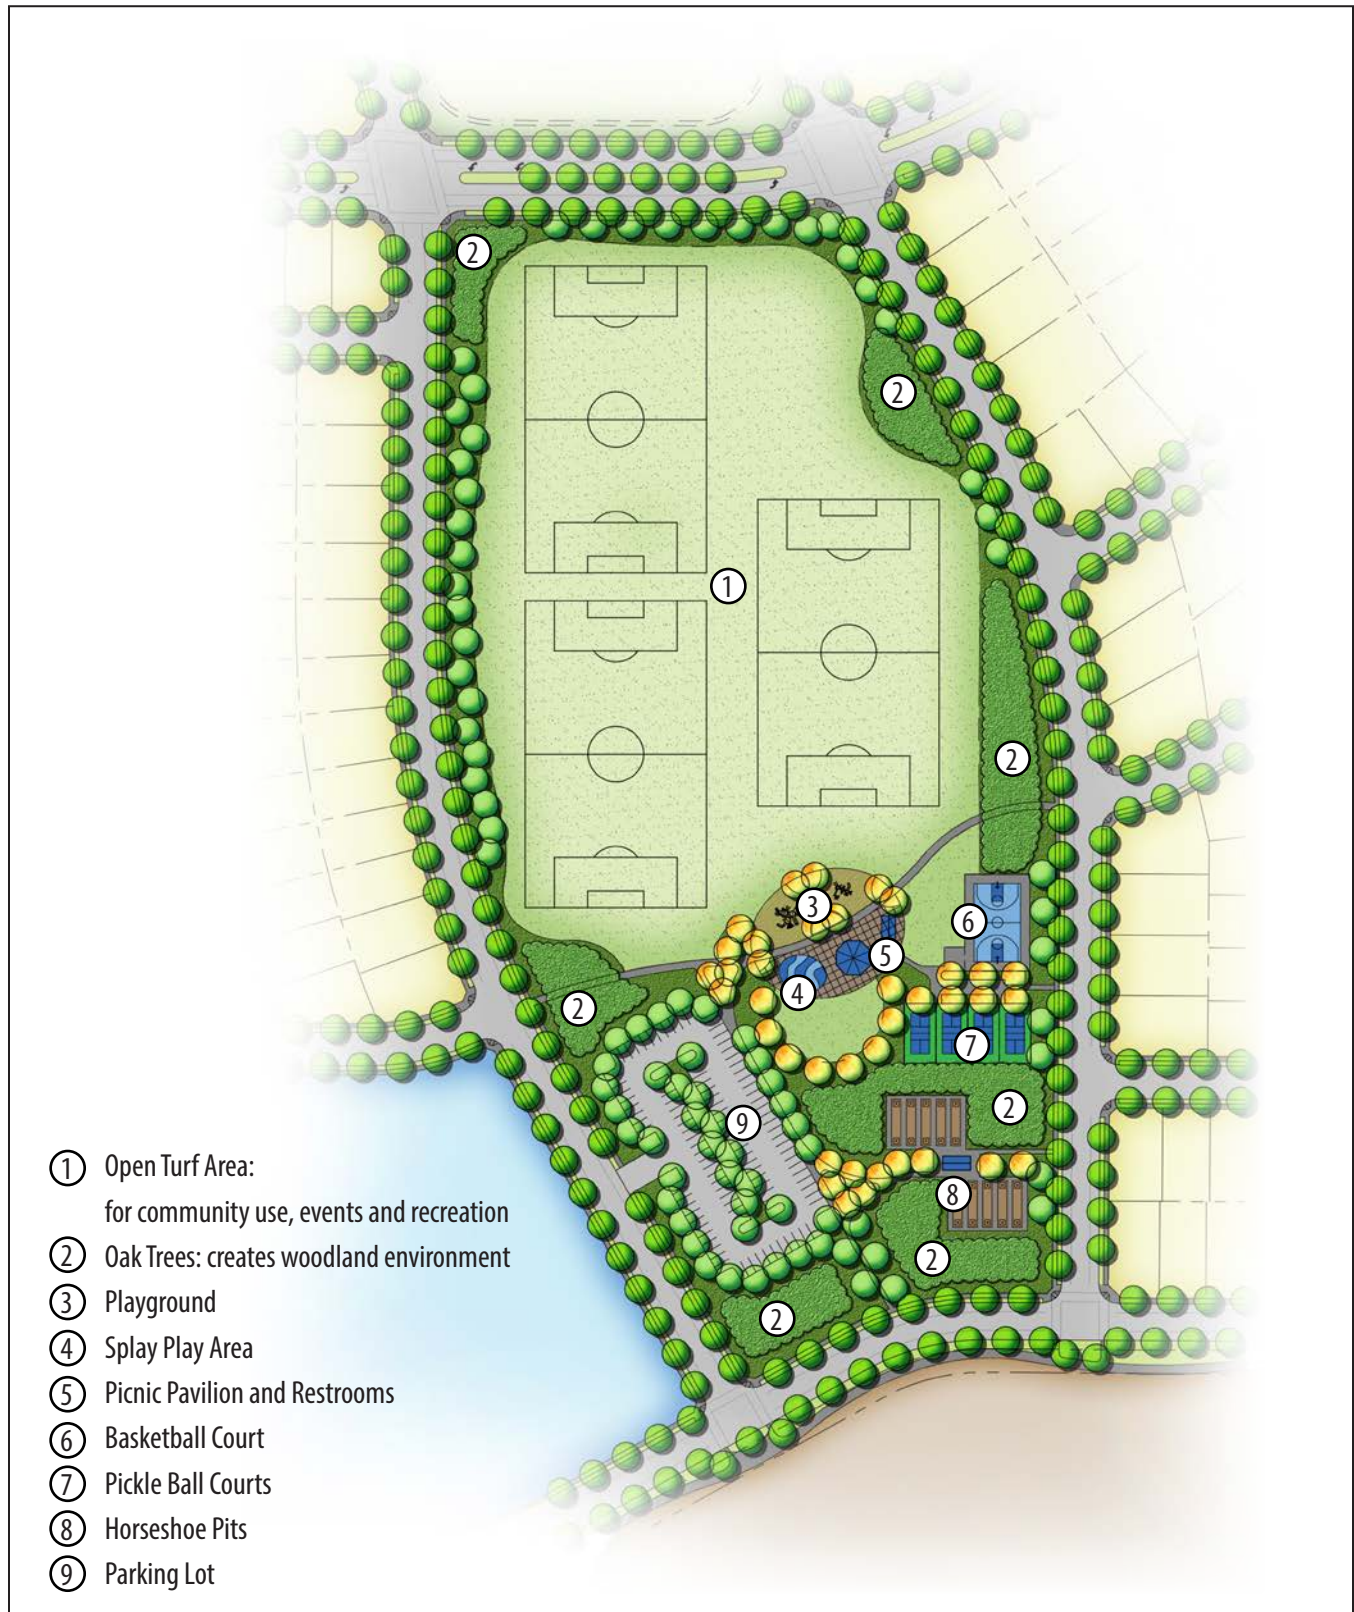 2
2
1
2
3
6
5
4
2
7
2
9
8
2
2
1 Open Turf Area:
for community use, events and recreation
2 Oak Trees: creates woodland environment
3 Playground
4 Splay Play Area
5 Picnic Pavilion and Restrooms
6 Basketball Court
7 Pickle Ball Courts
8 Horseshoe Pits
9 Parking Lot